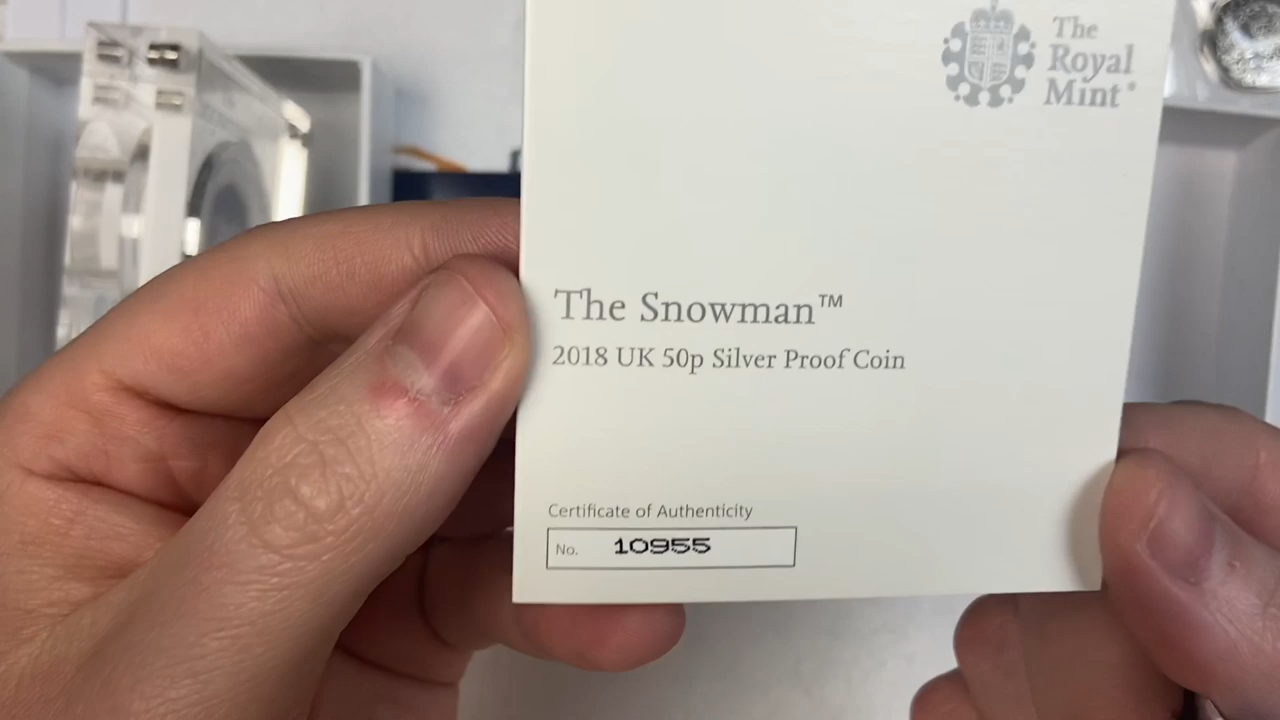 The
Royal
Mint®
The Snowman™
2018 UK 50p Silver Proof Coin
Certificate of Authenticity
No. 10955